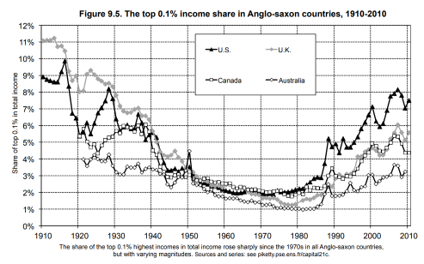 Figure 9.5. The top 0.1% income share in Anglo-saxon countries, 1910-2010
Share of top 0.1% in total income
12%
11%
10%
9%
8%
7%
6%
5%
4%
3%
2%
1%
0%
U.S.
U.K.
Canada
Australia
1910 1920 1930 1940 1950 1960 1970 1980 1990 2000 2010
The share of the top 0.1% highest incomes in total income rose sharply since the 1970s in all Anglo-saxon countries,
but with varying magnitudes. Sources and series: see piketty.pse.ens.fr/capital21c.